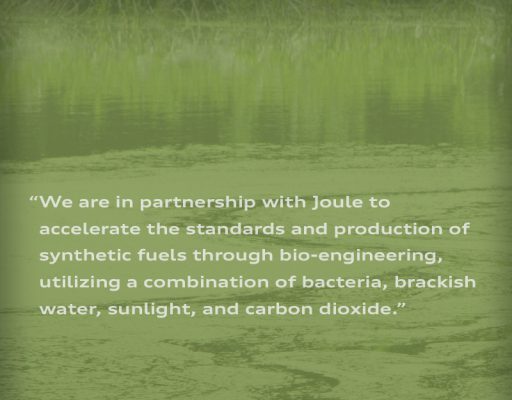 “We are in partnership with Joule to
accelerate the standards and production of
synthetic fuels through bio-engineering,
utilizing a combination of bacteria, brackish
water, sunlight, and carbon dioxide.”